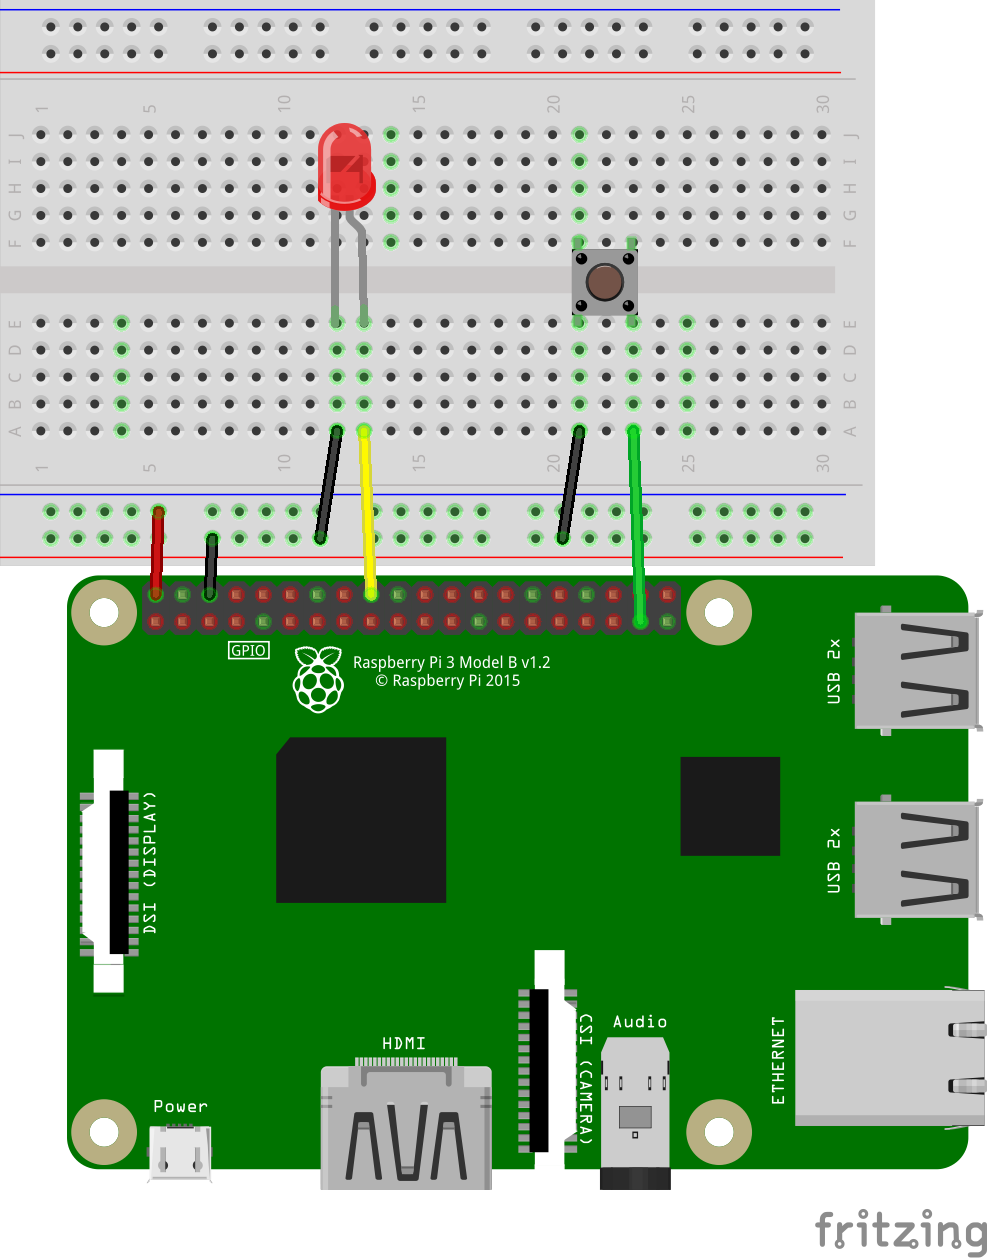 1 5 10 15 20 25 30
J J
I I
H H
G G
F F
E E
D D
C C
B B
A A
1 5 10 15 20 25 30
GPIO
Raspberry Pi 3 Model B v1.2
© Raspberry Pi 2015
USB 2x
DSI (DISPLAY)
USB 2x
HDMI
CSI (CAMERA)
Audio
ETHERNET
Power
fritzing